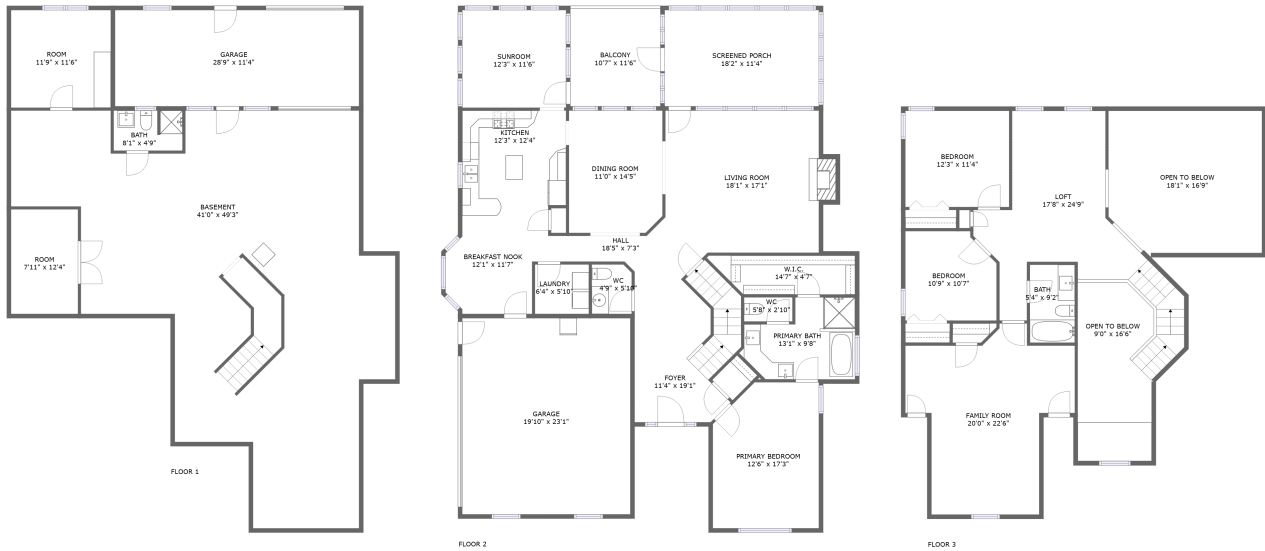 ROOM
11'9" x 11'6"
GARAGE
28'9" x 11'4"
BATH
8'1" x 4'9"
BASEMENT
41'0" x 49'3"
ROOM
7'11" x 12'4"
FLOOR 1
SUNROOM
12'3" x 11'6"
BALCONY
10'7" x 11'6"
SCREENED PORCH
18'2" x 11'4"
KITCHEN
12'3" x 12'4"
DINING ROOM
11'0" x 14'5"
LIVING ROOM
18'1" x 17'1"
HALL
18'5" x 7'3"
BREAKFAST NOOK
12'1" x 11'7"
LAUNDRY
6'4" x 5'10"
WC
4'9" x 5'10"
W.I.C.
14'7" x 4'7"
WC
5'8" x 2'10"
PRIMARY BATH
13'1" x 9'8"
FOYER
11'4" x 19'1"
GARAGE
19'10" x 23'1"
PRIMARY BEDROOM
12'6" x 17'3"
FLOOR 2
BEDROOM
12'3" x 11'4"
LOFT
17'8" x 24'9"
OPEN TO BELOW
18'1" x 16'9"
BEDROOM
10'9" x 10'7"
BATH
5'4" x 9'2"
OPEN TO BELOW
9'0" x 16'6"
FAMILY ROOM
20'0" x 22'6"
FLOOR 3